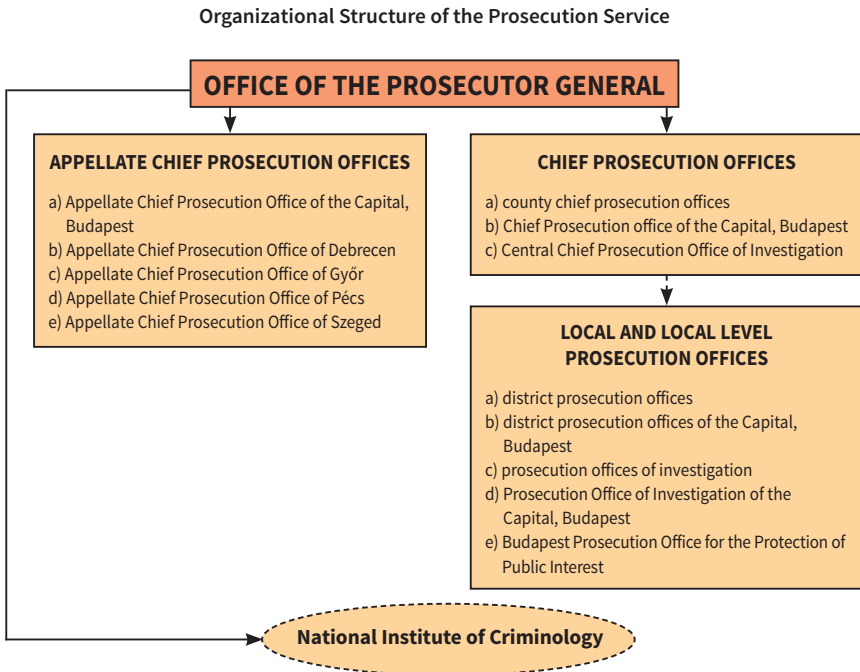 Organizational Structure of the Prosecution Service
OFFICE OF THE PROSECUTOR GENERAL
APPELLATE CHIEF PROSECUTION OFFICES
a) Appellate Chief Prosecution Office of the Capital,
Budapest
b) Appellate Chief Prosecution Office of Debrecen
c) Appellate Chief Prosecution Office of Győr
d) Appellate Chief Prosecution Office of Pécs
e) Appellate Chief Prosecution Office of Szeged
CHIEF PROSECUTION OFFICES
a) county chief prosecution offices
b) Chief Prosecution office of the Capital, Budapest
c) Central Chief Prosecution Office of Investigation
LOCAL AND LOCAL LEVEL
PROSECUTION OFFICES
a) district prosecution offices
b) district prosecution offices of the Capital,
Budapest
c) prosecution offices of investigation
d) Prosecution Office of Investigation of the
Capital, Budapest
e) Budapest Prosecution Office for the Protection of
Public Interest
National Institute of Criminology